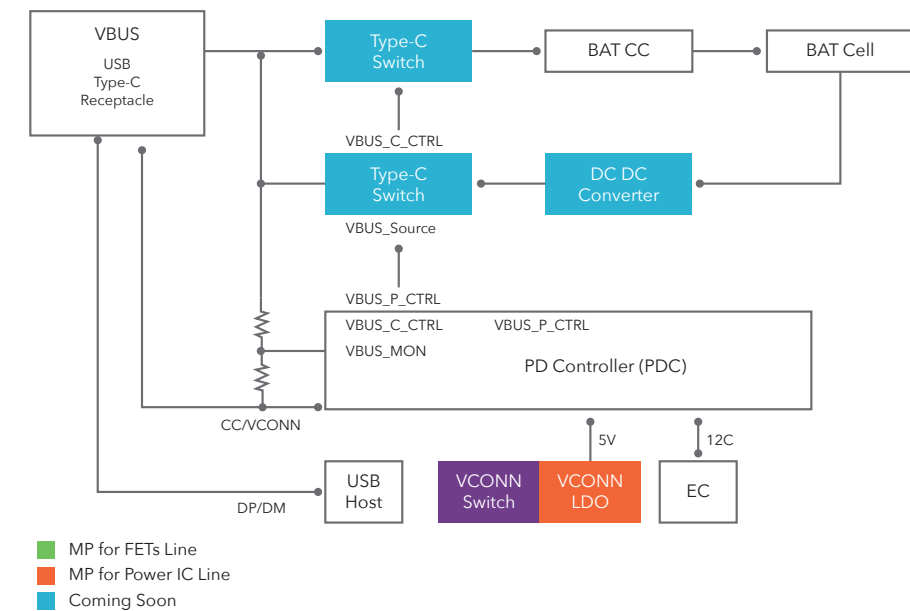 VBUS
USB
Type-C
Receptacle
Type-C
Switch
BAT CC
BAT Cell
VBUS_C_CTRL
Type-C
Switch
DC DC
Converter
VBUS_Source
VBUS_P_CTRL
VBUS_C_CTRL
VBUS_P_CTRL
VBUS_MON
PD Controller (PDC)
CC/VCONN
5V
12C
USB
Host
VCONN
Switch
VCONN
LDO
EC
DP/DM
MP for FETs Line
MP for Power IC Line
Coming Soon